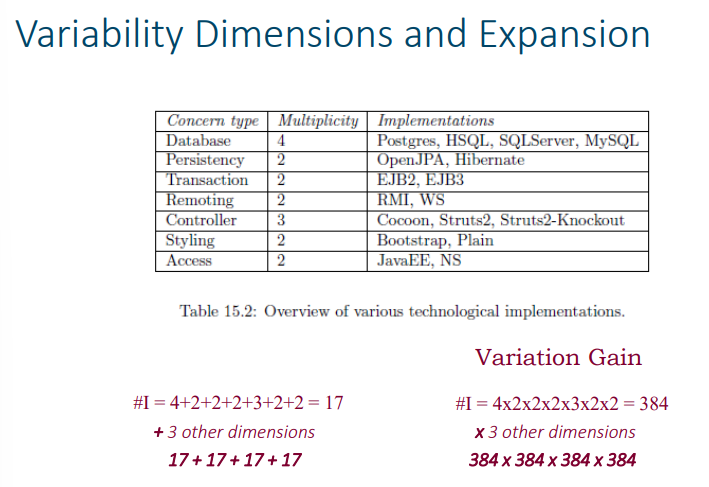 Variability Dimensions and Expansion
Concern type Multiplicity Implementations
Database 4 Postgres, HSQL, SQLServer, MySQL
Persistency 2 OpenJPA, Hibernate
Transaction 2 EJB2, EJB3
Remoting 2 RMI, WS
Controller 3 Cocoon, Struts2, Struts2-Knockout
Styling 2 Bootstrap, Plain
Access 2 JavaEE, NS
Table 15.2: Overview of various technological implementations.
Variation Gain
#I = 4+2+2+2+3+2+2 = 17
+ 3 other dimensions
17 + 17 + 17 + 17
#I = 4x2x2x2x3x2x2 = 384
x 3 other dimensions
384 x 384 x 384 x 384